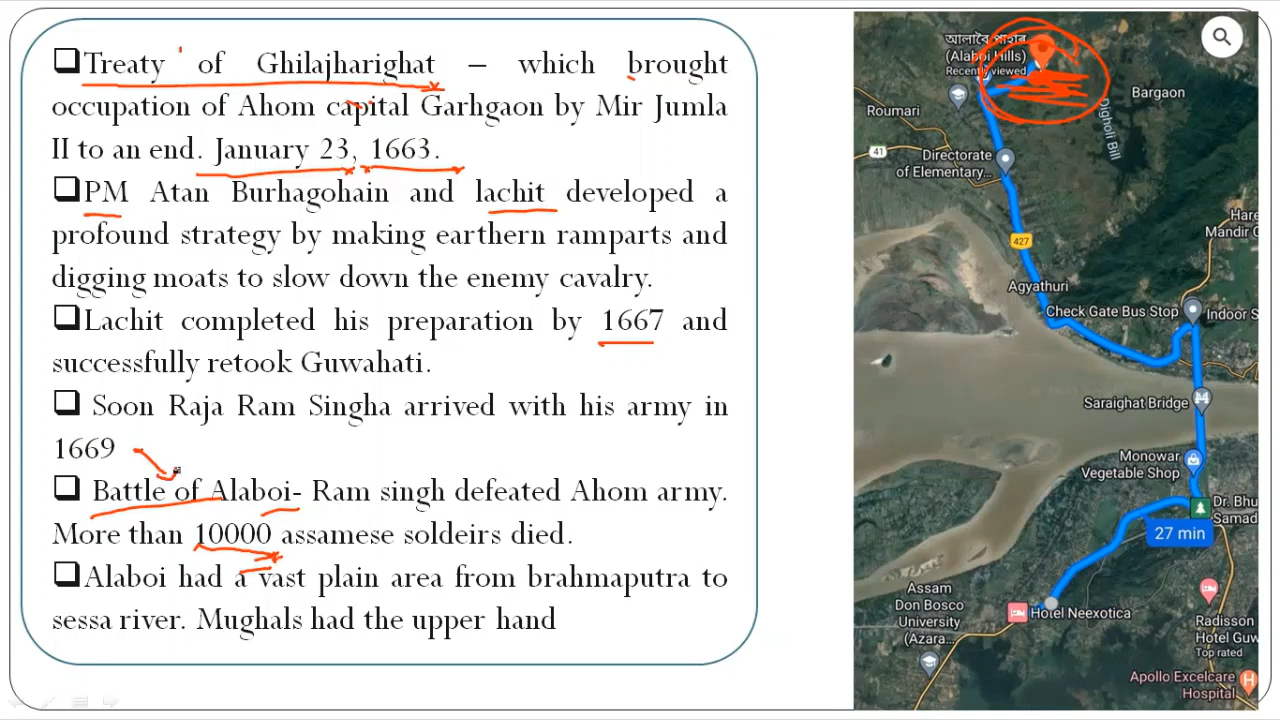 ❑Treaty of Ghilajharighat – which brought
occupation of Ahom capital Garhgaon by Mir Jumla
II to an end. January 23, 1663.
❑PM Atan Burhagohain and lachit developed a
profound strategy by making earthern ramparts and
digging moats to slow down the enemy cavalry.
❑Lachit completed his preparation by 1667 and
successfully retook Guwahati.
❑ Soon Raja Ram Singha arrived with his army in
1669
❑ Battle of Alaboi- Ram singh defeated Ahom army.
More than 10000 assamese soldeirs died.
❑Alaboi had a vast plain area from brahmaputra to
sessa river. Mughals had the upper hand
আলাবৈ পাহাৰ
(Alaboi Hills)
Recently viewed
Roumari
Bargaon
Digholi Bill
41
Directorate
of Elementary...
Hare
Mandir
427
Agyathuri
Check Gate Bus Stop
Indoor S
Saraighat Bridge
Monowar
Vegetable Shop
Dr. Bhu
Samad
27 min
Assam
Don Bosco
University
(Azara...
Hotel Neexotica
Radisson
Hotel Guw
Top rated
Apollo Excelcare
Hospital
H